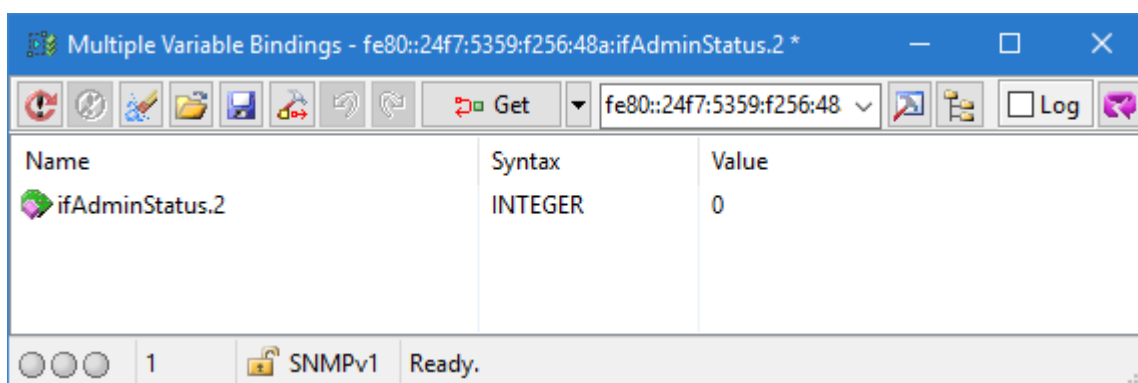 Multiple Variable Bindings - fe80::24f7:5359:f256:48a:ifAdminStatus.2 *
Get fe80::24f7:5359:f256:48 Log
Name Syntax Value
ifAdminStatus.2 INTEGER 0
1 SNMPv1 Ready.